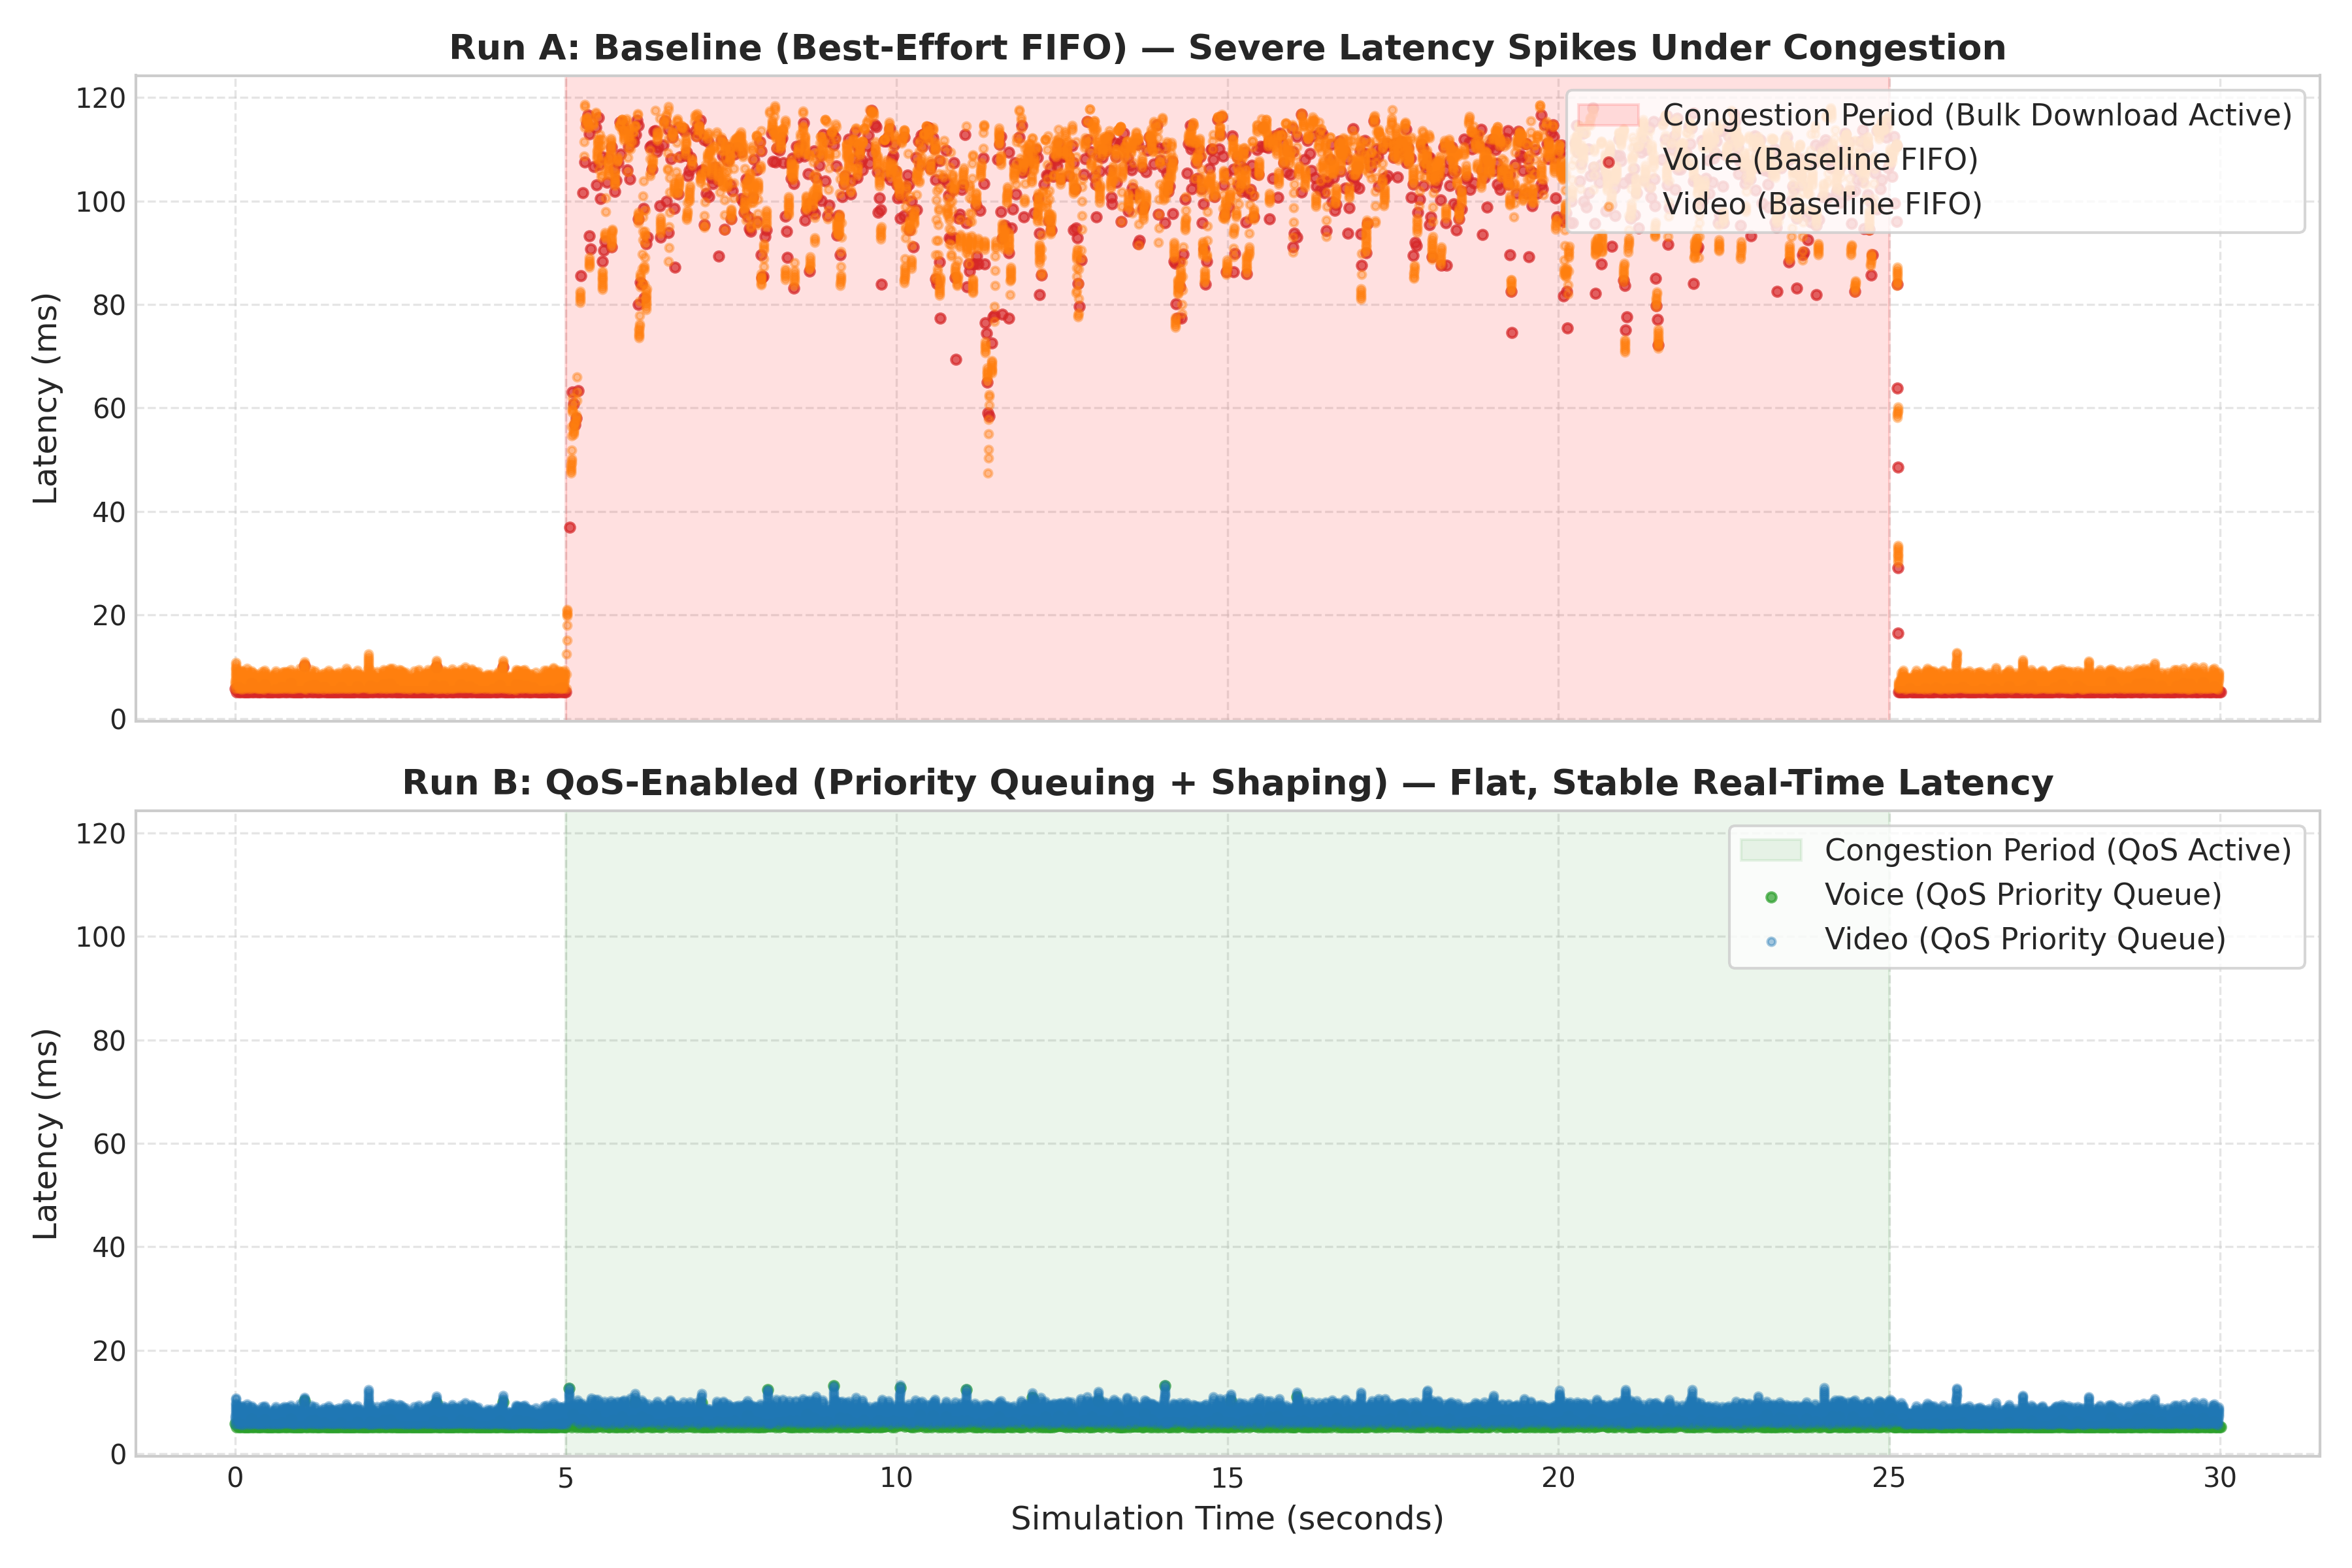 Run A: Baseline (Best-Effort FIFO) — Severe Latency Spikes Under Congestion
120
100
80
60
40
20
0
Latency (ms)
Congestion Period (Bulk Download Active)
Voice (Baseline FIFO)
Video (Baseline FIFO)
Run B: QoS-Enabled (Priority Queuing + Shaping) — Flat, Stable Real-Time Latency
120
100
80
60
40
20
0
Latency (ms)
Congestion Period (QoS Active)
Voice (QoS Priority Queue)
Video (QoS Priority Queue)
0 5 10 15 20 25 30
Simulation Time (seconds)